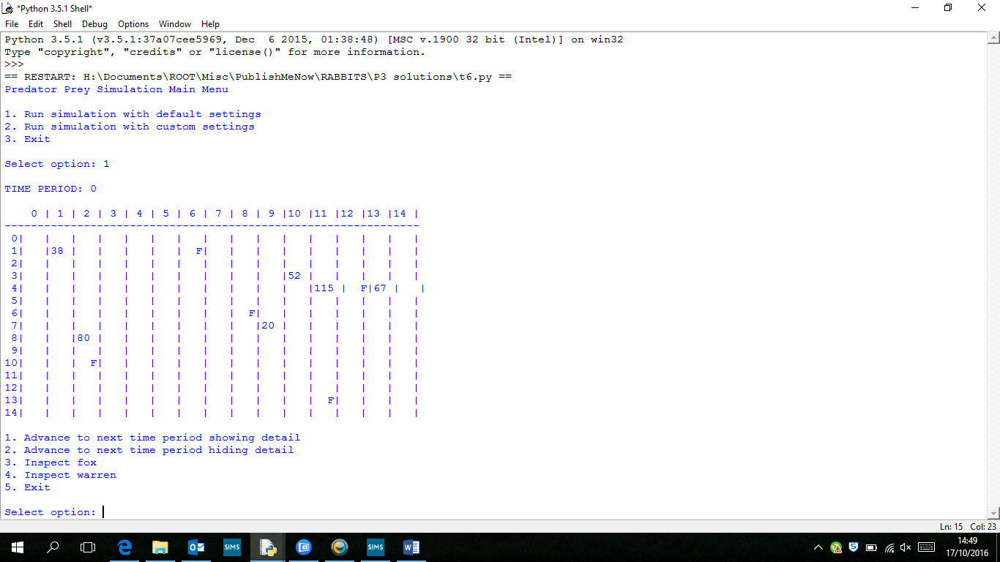 *Python 3.5.1 Shell*
File Edit Shell Debug Options Window Help
Python 3.5.1 (v3.5.1:37a07cee5969, Dec  6 2015, 01:38:48) [MSC v.1900 32 bit (Intel)] on win32
Type "copyright", "credits" or "license()" for more information.
>>>
== RESTART: H:\Documents\ROOT\Misc\PublishMeNow\RABBITS\P3 solutions\t6.py ==
Predator Prey Simulation Main Menu
1. Run simulation with default settings
2. Run simulation with custom settings
3. Exit
Select option: 1
TIME PERIOD: 0
    0 | 1 | 2 | 3 | 4 | 5 | 6 | 7 | 8 | 9 |10 |11 |12 |13 |14 |
---------------------------------------------------------------
 0|   |   |   |   |   |   |   |   |   |   |   |   |   |   |   |
 1|   |38 |   |   |   |   |  F|   |   |   |   |   |   |   |   |
 2|   |   |   |   |   |   |   |   |   |   |   |   |   |   |   |
 3|   |   |   |   |   |   |   |   |   |   |52 |   |   |   |   |
 4|   |   |   |   |   |   |   |   |   |   |   |115 |  F|67 |   |
 5|   |   |   |   |   |   |   |   |   |   |   |   |   |   |   |
 6|   |   |   |   |   |   |   |   |  F|   |   |   |   |   |   |
 7|   |   |   |   |   |   |   |   |   |20 |   |   |   |   |   |
 8|   |   |80 |   |   |   |   |   |   |   |   |   |   |   |   |
 9|   |   |   |   |   |   |   |   |   |   |   |   |   |   |   |
10|   |   |  F|   |   |   |   |   |   |   |   |   |   |   |   |
11|   |   |   |   |   |   |   |   |   |   |   |   |   |   |   |
12|   |   |   |   |   |   |   |   |   |   |   |   |   |   |   |
13|   |   |   |   |   |   |   |   |   |   |   |  F|   |   |   |
14|   |   |   |   |   |   |   |   |   |   |   |   |   |   |   |
1. Advance to next time period showing detail
2. Advance to next time period hiding detail
3. Inspect fox
4. Inspect warren
5. Exit
Select option:
Ln: 15 Col: 23
SIMS SIMS
14:49
17/10/2016